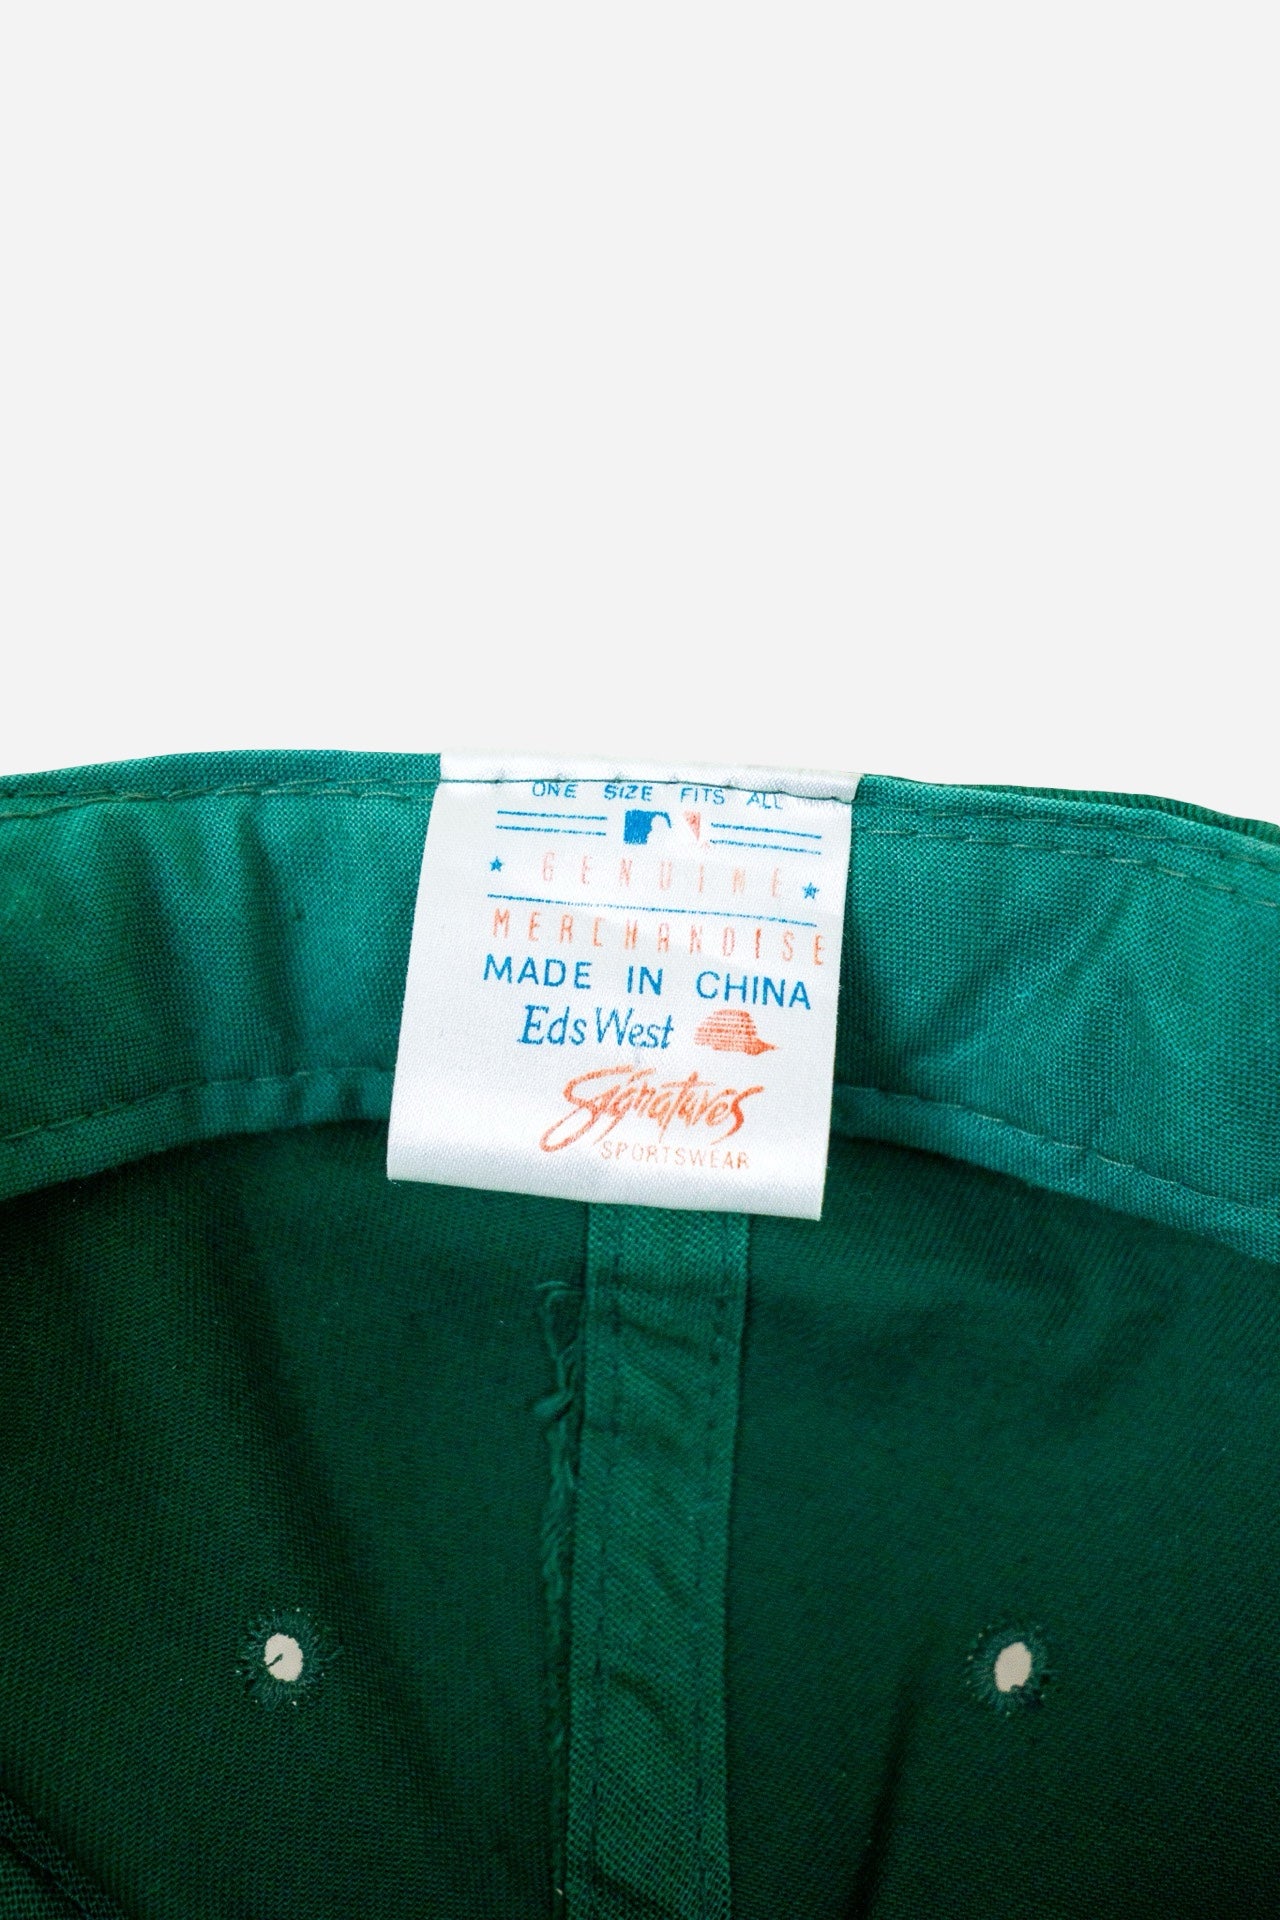 ONE SIZE FITS ALL
GENUINE
MERCHANDISE
MADE IN CHINA
Eds West
Signatures
SPORTSWEAR